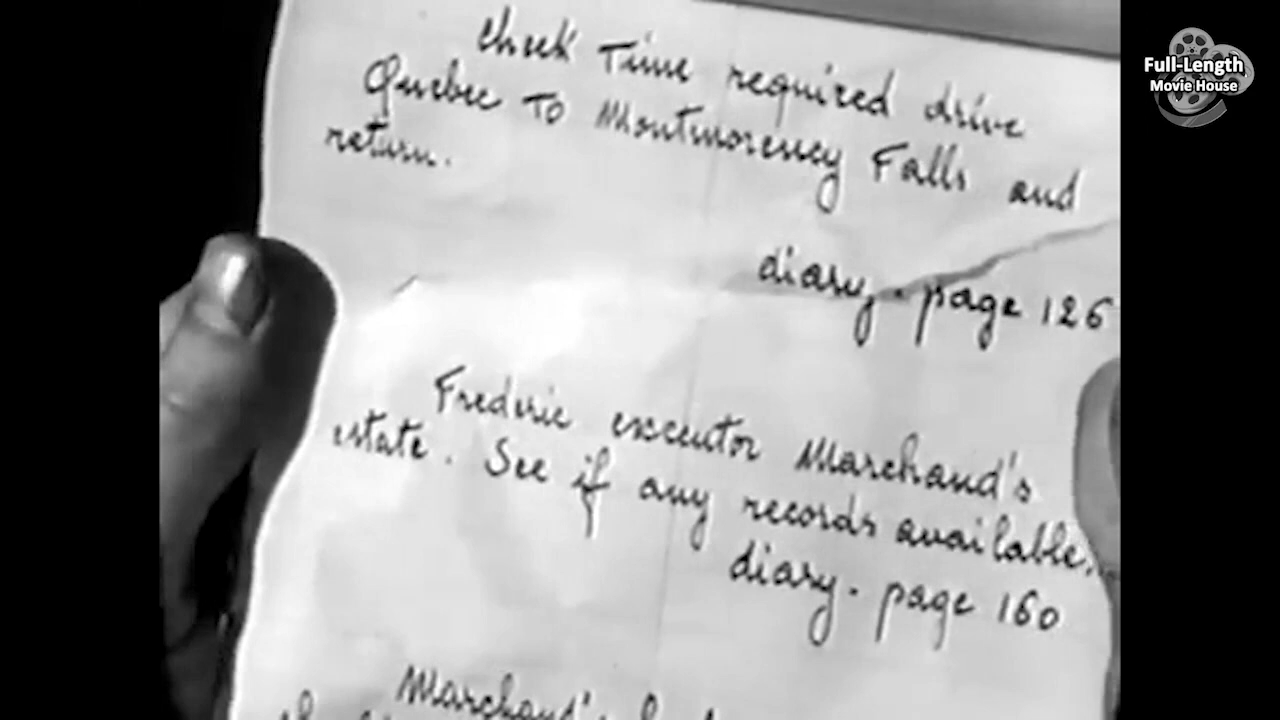 Full-Length
Movie House
Check Time required drive
Quebec To Montmorency Falls and
return.
diary. page 126
Frederic executor Marchand's
estate. See if any records available.
diary. page 160
Marchand's